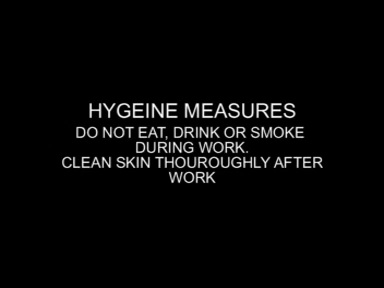 HYGEINE MEASURES
DO NOT EAT, DRINK OR SMOKE
DURING WORK.
CLEAN SKIN THOUROUGHLY AFTER
WORK